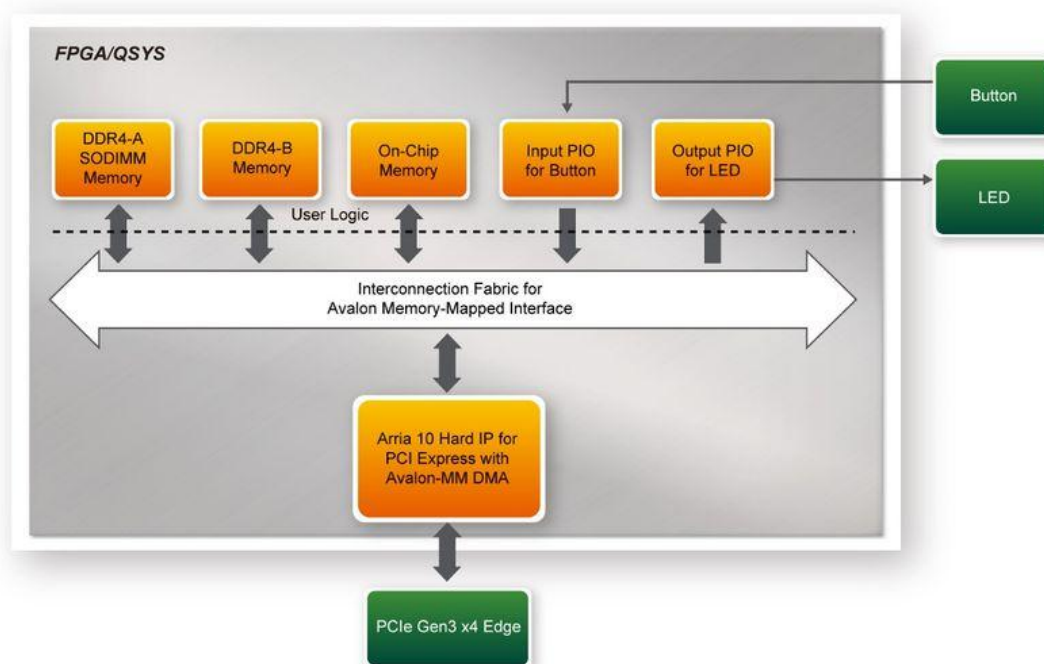 FPGA/QSYS
Button
DDR4-A
SODIMM
Memory
DDR4-B
Memory
On-Chip
Memory
Input PIO
for Button
Output PIO
for LED
LED
User Logic
Interconnection Fabric for
Avalon Memory-Mapped Interface
Arria 10 Hard IP for
PCI Express with
Avalon-MM DMA
PCIe Gen3 x4 Edge